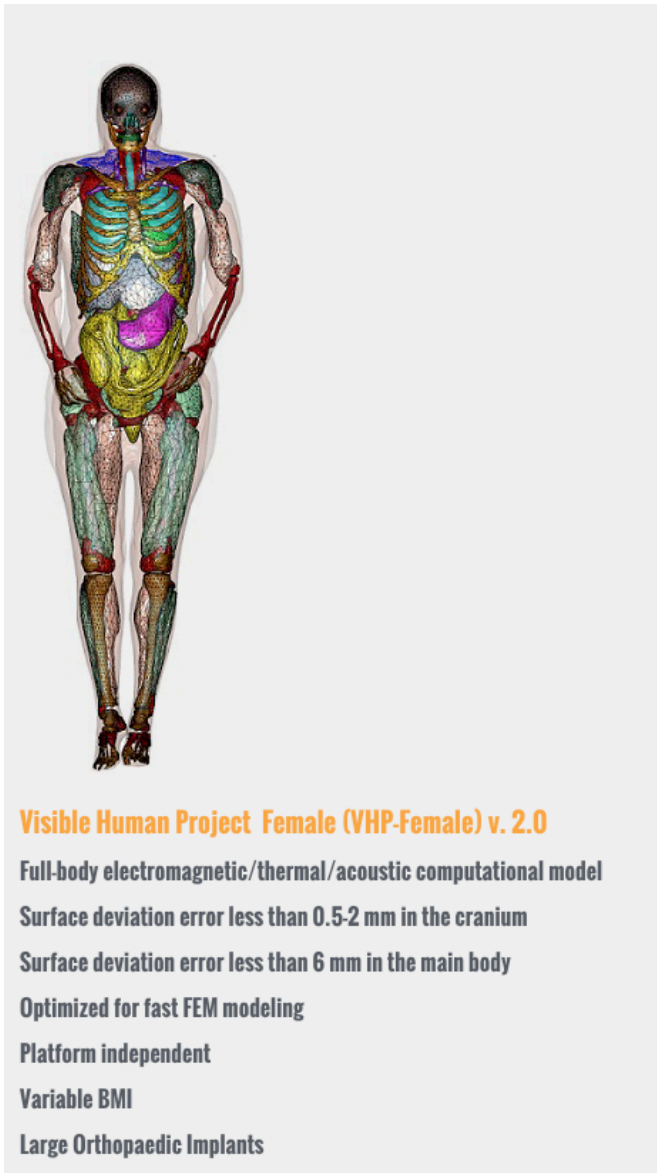 Visible Human Project  Female (VHP-Female) v. 2.0
Full-body electromagnetic/thermal/acoustic computational model
Surface deviation error less than 0.5-2 mm in the cranium
Surface deviation error less than 6 mm in the main body
Optimized for fast FEM modeling
Platform independent
Variable BMI
Large Orthopaedic Implants